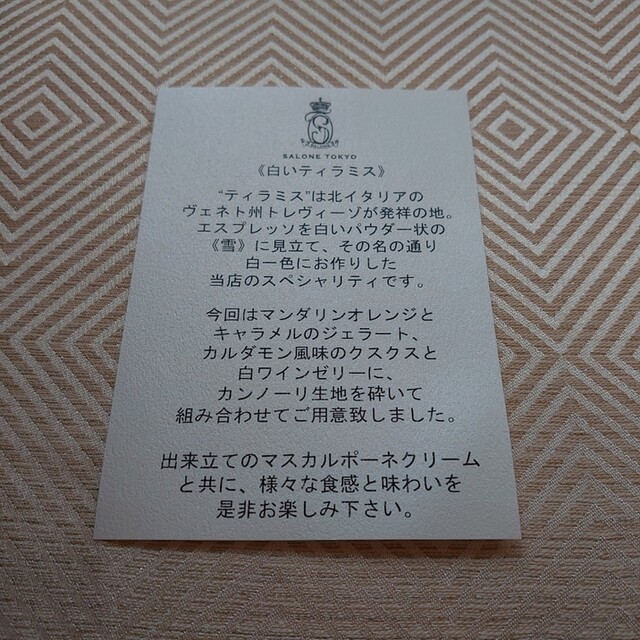 SALONE TOKYO
《白いティラミス》
“ティラミス”は北イタリアの
ヴェネト州トレヴィーゾが発祥の地。
エスプレッソを白いパウダー状の
《雪》に見立て、その名の通り
白一色にお作りした
当店のスペシャリティです。
今回はマンダリンオレンジと
キャラメルのジェラート、
カルダモン風味のクスクスと
白ワインゼリーに、
カンノーリ生地を砕いて
組み合わせてご用意致しました。
出来立てのマスカルポーネクリーム
と共に、様々な食感と味わいを
是非お楽しみ下さい。